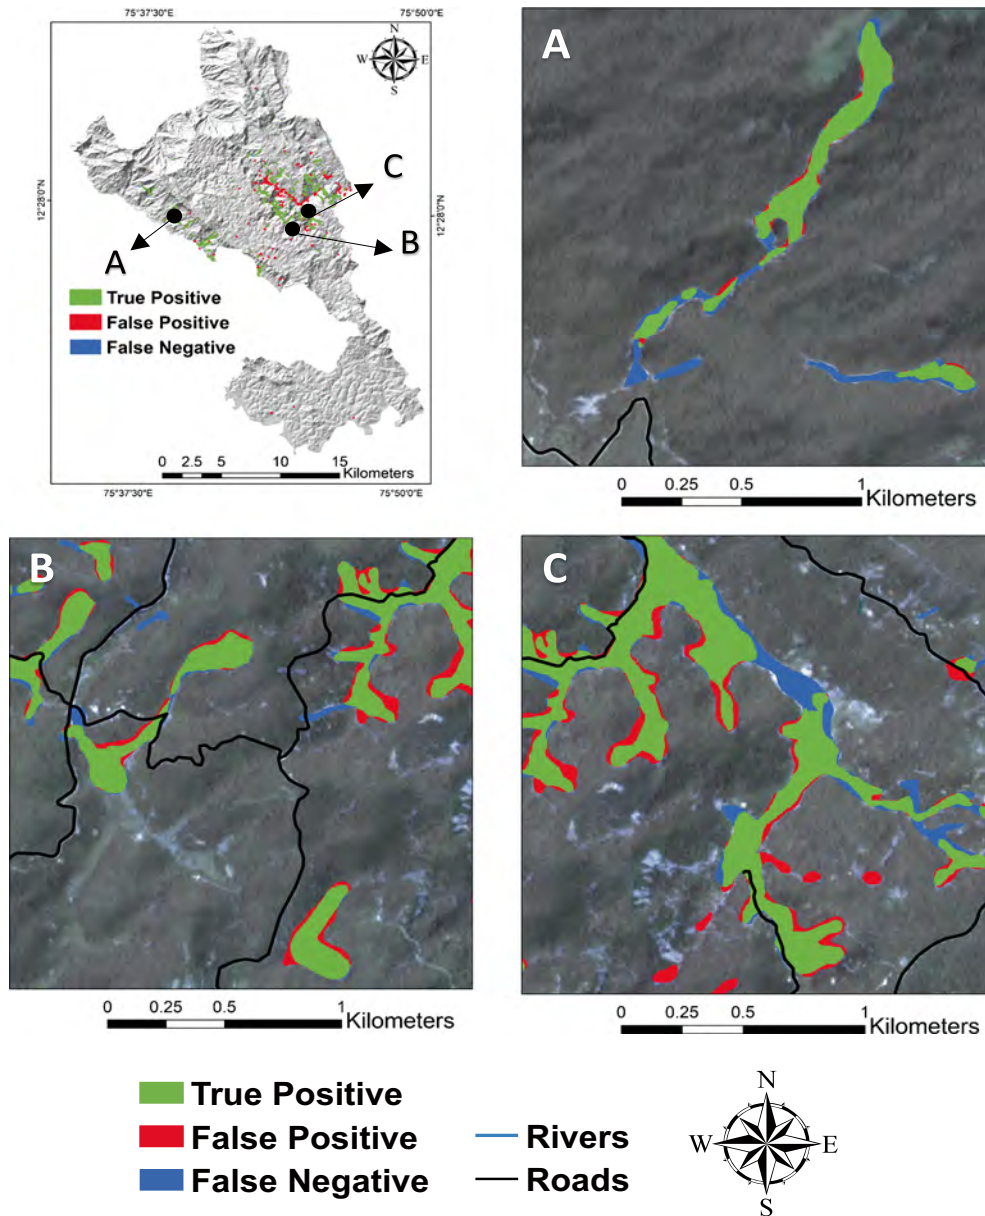 75°37'30"E 75°50'0"E
N
W E
S
12°28'0"N 12°28'0"N
C
B
A
True Positive
False Positive
False Negative
0 2.5 5 10 15
Kilometers
75°37'30"E 75°50'0"E
A
0 0.25 0.5 1
Kilometers
B
0 0.25 0.5 1
Kilometers
C
0 0.25 0.5 1
Kilometers
True Positive
False Positive
False Negative
Rivers
Roads
N
W E
S